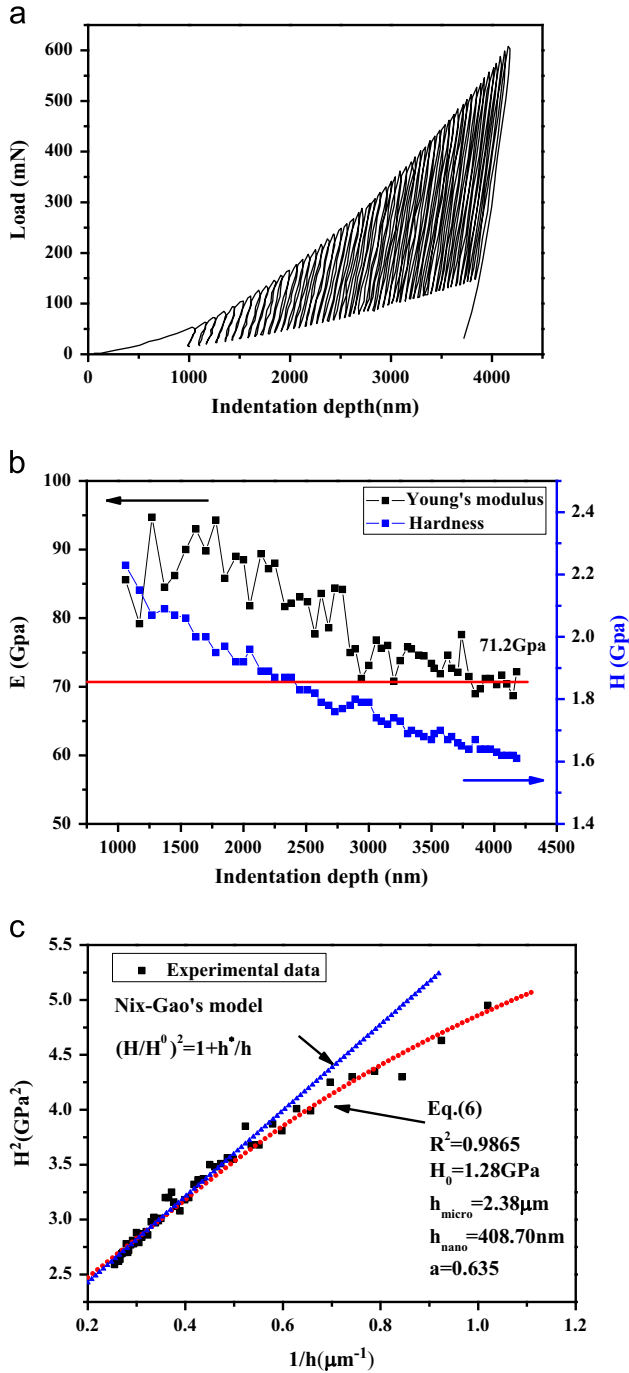 a
600
500
400
300
200
100
0
Load (mN)
0 1000 2000 3000 4000
Indentation depth(nm)
b
100
90
80
70
60
50
E (Gpa)
Young's modulus
Hardness
71.2Gpa
2.4
2.2
2.0
1.8
1.6
1.4
H (Gpa)
1000 1500 2000 2500 3000 3500 4000 4500
Indentation depth (nm)
c
5.5
5.0
4.5
4.0
3.5
3.0
2.5
H²(GPa²)
Experimental data
Nix-Gao's model
(H/H⁰)²=1+h*/h
Eq.(6)
R²=0.9865
H₀=1.28GPa
hmicro=2.38μm
hnano=408.70nm
a=0.635
0.2 0.4 0.6 0.8 1.0 1.2
1/h(μm⁻¹)